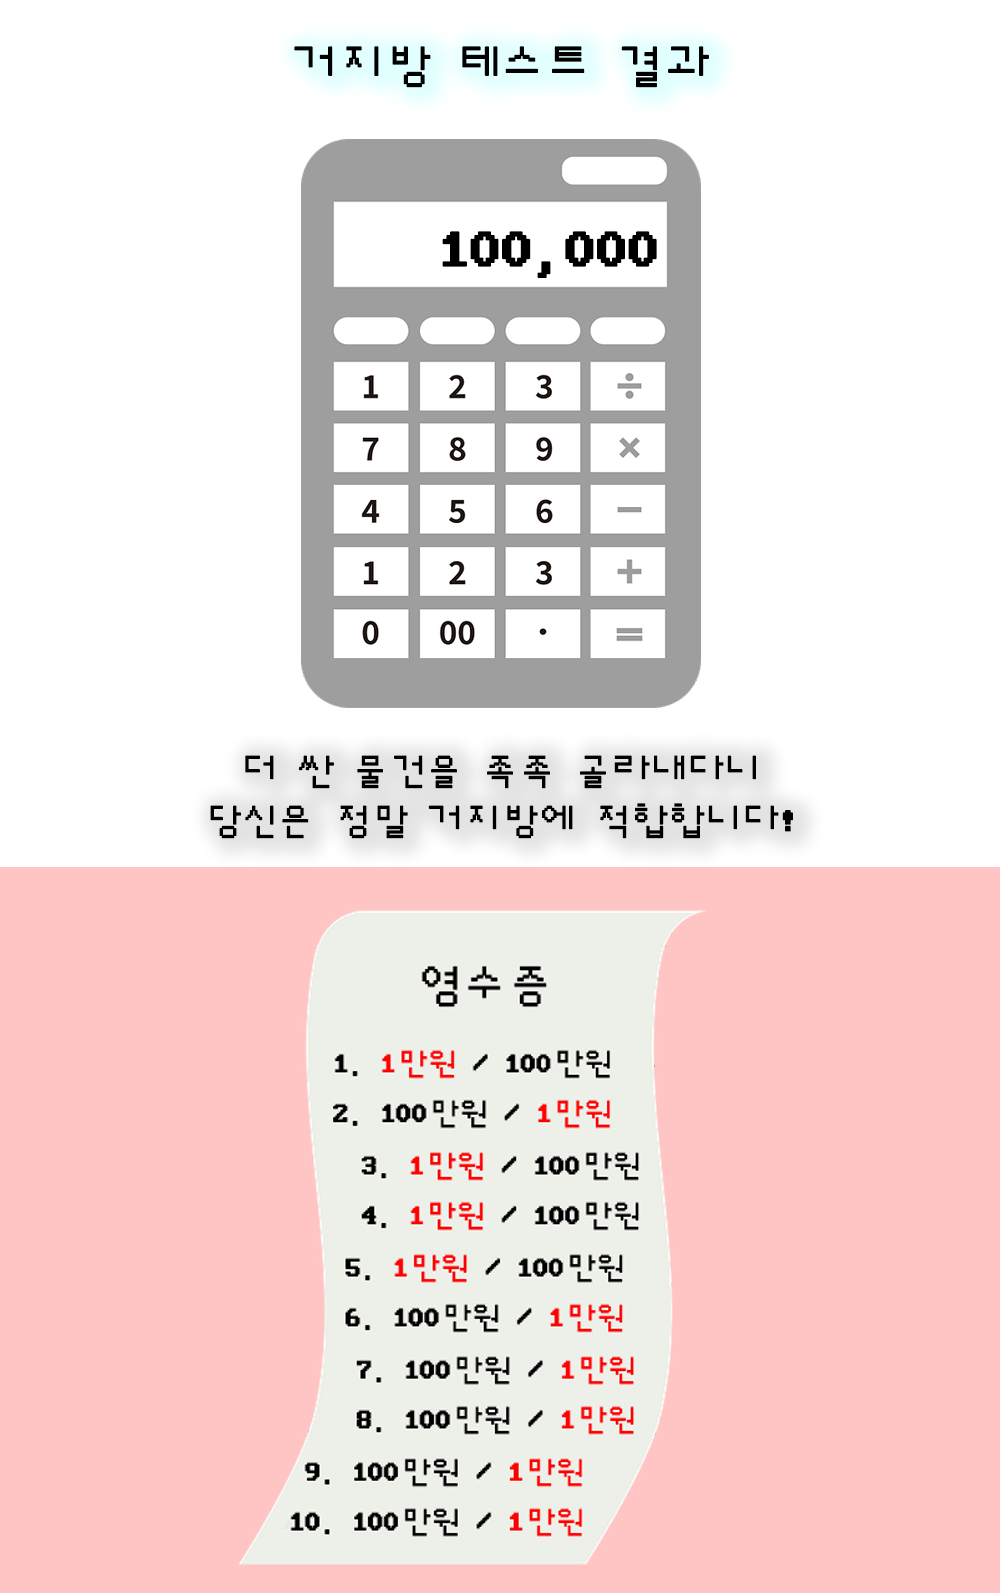 거지방 테스트 결과
100,000
1 2 3 ÷
7 8 9 ×
4 5 6 −
1 2 3 +
0 00 · =
더 싼 물건을 족족 골라내다니
당신은 정말 거지방에 적합합니다!
영수증
1. 1만원 / 100만원
2. 100만원 / 1만원
3. 1만원 / 100만원
4. 1만원 / 100만원
5. 1만원 / 100만원
6. 100만원 / 1만원
7. 100만원 / 1만원
8. 100만원 / 1만원
9. 100만원 / 1만원
10. 100만원 / 1만원